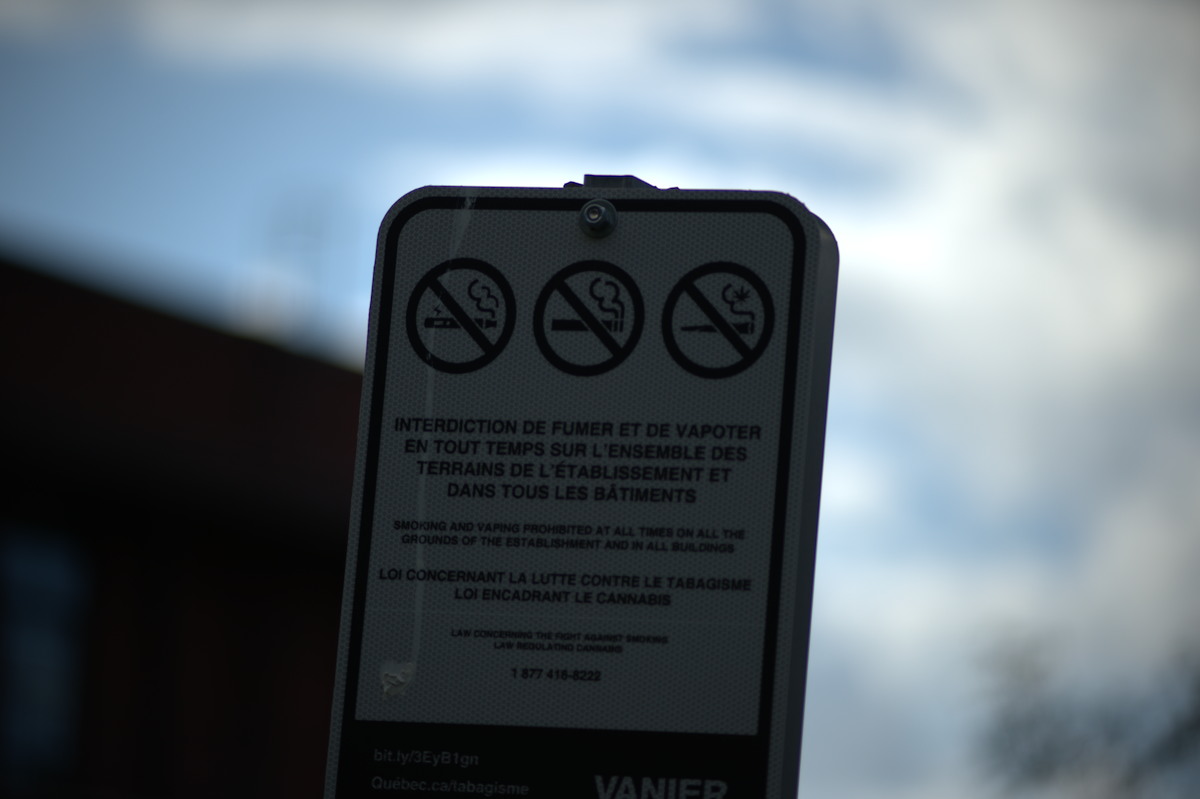 INTERDICTION DE FUMER ET DE VAPOTER
EN TOUT TEMPS SUR L'ENSEMBLE DES
TERRAINS DE L'ÉTABLISSEMENT ET
DANS TOUS LES BÂTIMENTS
SMOKING AND VAPING PROHIBITED AT ALL TIMES ON ALL THE
GROUNDS OF THE ESTABLISHMENT AND IN ALL BUILDINGS
LOI CONCERNANT LA LUTTE CONTRE LE TABAGISME
LOI ENCADRANT LE CANNABIS
LAW CONCERNING THE FIGHT AGAINST SMOKING
LAW REGULATING CANNABIS
1 877 416-8222
bit.ly/3EyB1gn
Québec.ca/tabagisme
VANIER